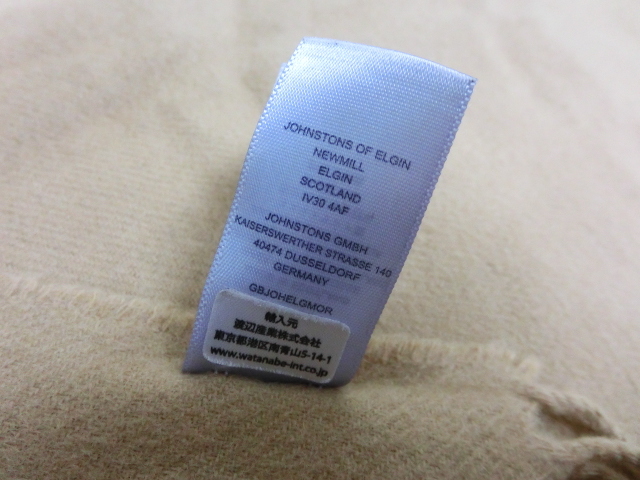 JOHNSTONS OF ELGIN
NEWMILL
ELGIN
SCOTLAND
IV30 4AF
JOHNSTONS GMBH
KAISERSWERTHER STRASSE 140
40474 DUSSELDORF
GERMANY
GBJOHELGMOR
輸入元
渡辺産業株式会社
東京都港区南青山5-14-1
www.watanabe-int.co.jp